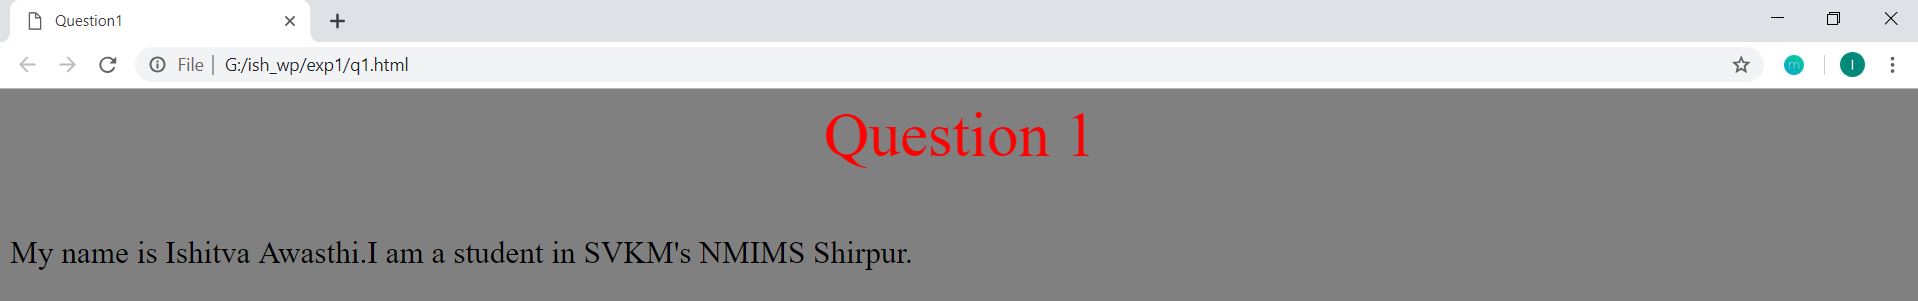 Question1
File | G:/ish_wp/exp1/q1.html
m
I
Question 1
My name is Ishitva Awasthi.I am a student in SVKM's NMIMS Shirpur.